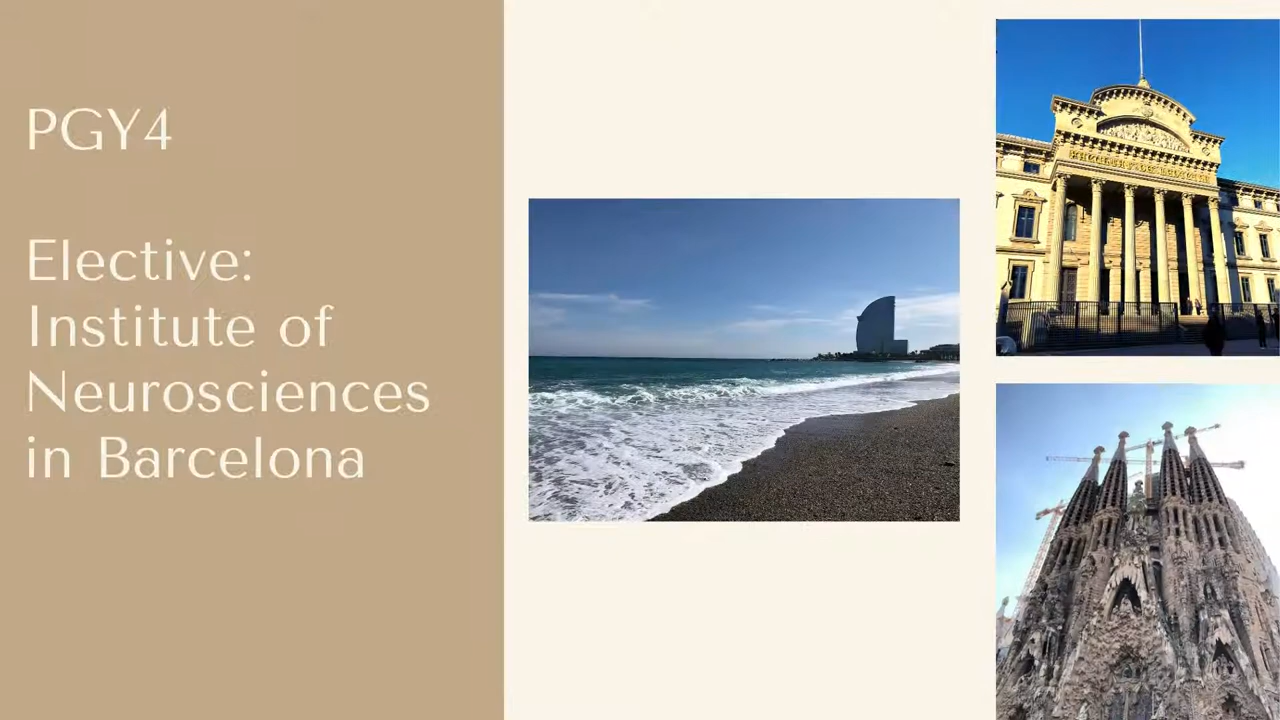 PGY4
Elective:
Institute of
Neurosciences
in Barcelona